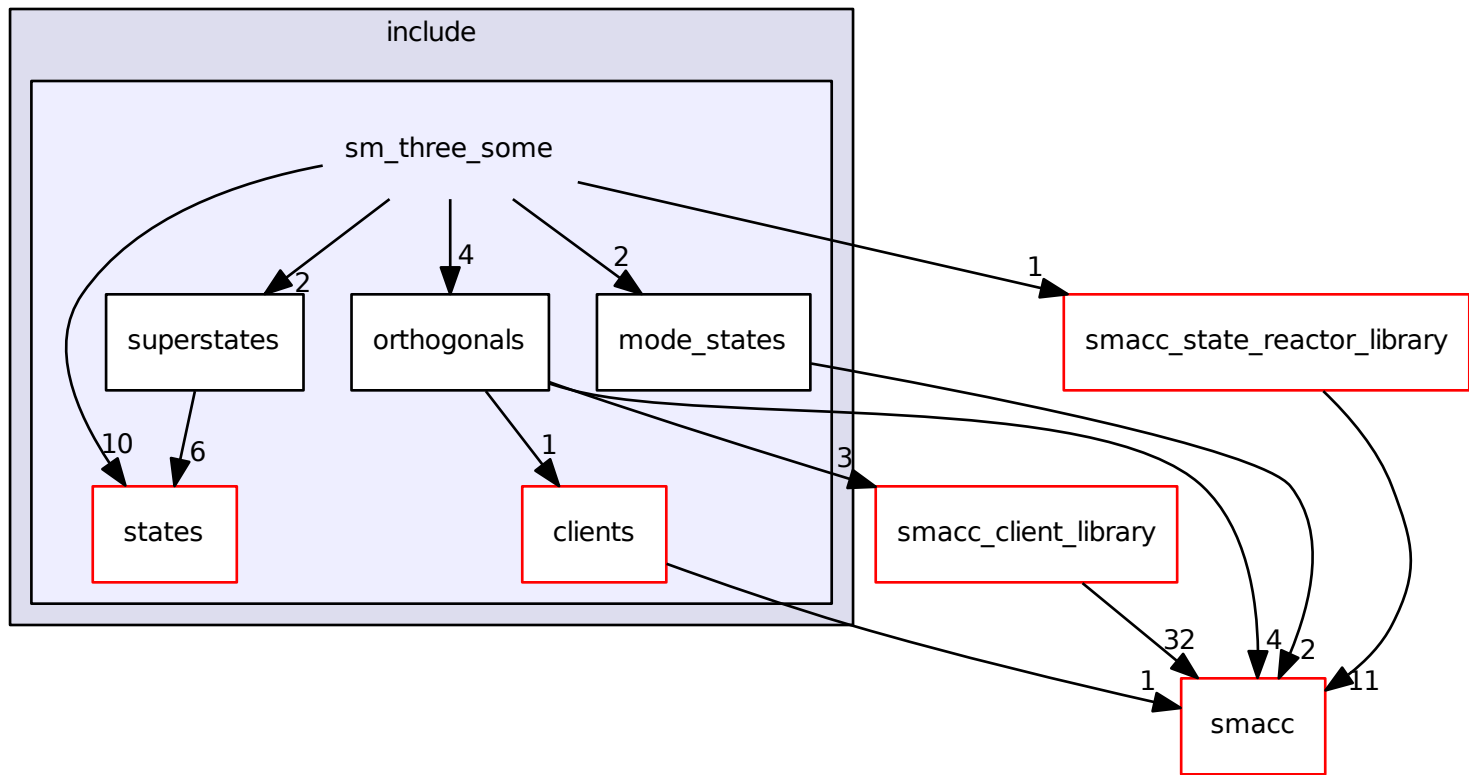 include
sm_three_some
4
2
1
2
superstates
orthogonals
mode_states
smacc_state_reactor_library
10
6
1
3
states
clients
smacc_client_library
32
4
2
1
11
smacc